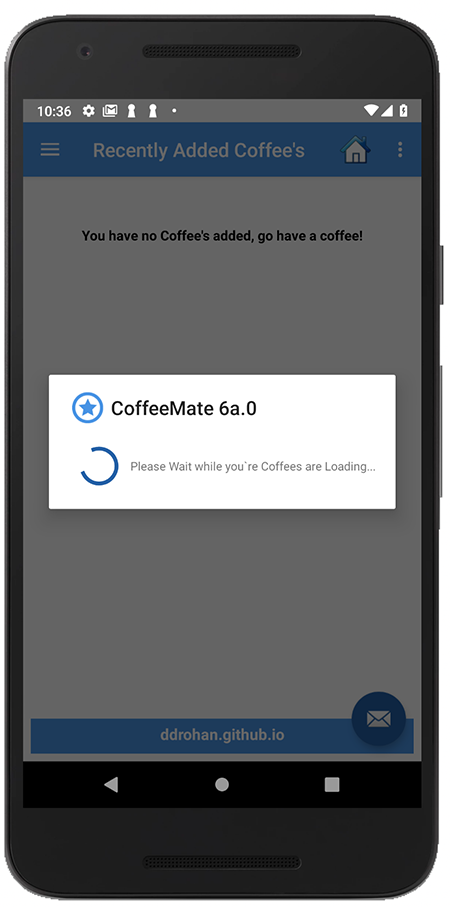 10:36
Recently Added Coffee's
You have no Coffee's added, go have a coffee!
CoffeeMate 6a.0
Please Wait while you`re Coffees are Loading...
ddrohan.github.io